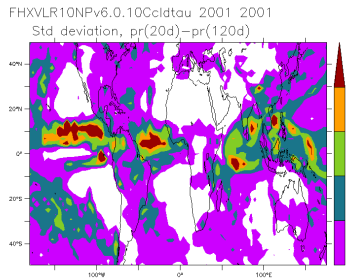 FHXVLR10NPv6.0.10Ccldtau 2001 2001
Std deviation, pr(20d)-pr(120d)
40°N
20°N
0°
20°S
40°S
100°W
0°
100°E